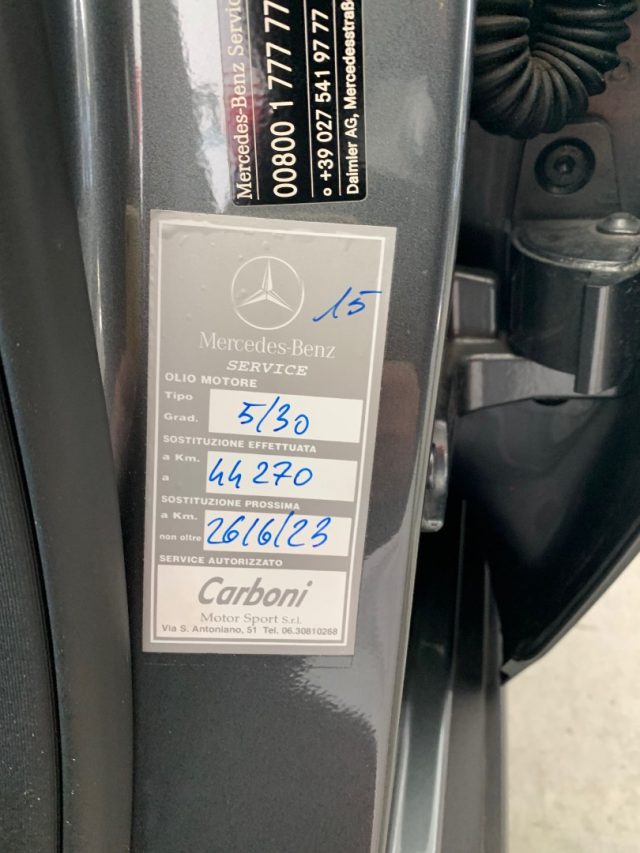 Mercedes-Benz Servic
00800 1 777 77
o +39 027 541 97 77
Daimler AG, Mercedesstraß
15
Mercedes-Benz
SERVICE
OLIO MOTORE
Tipo
Grad. 5/30
SOSTITUZIONE EFFETTUATA
a Km.
a 44270
SOSTITUZIONE PROSSIMA
a Km.
non oltre 26/6/23
SERVICE AUTORIZZATO
Carboni
Motor Sport S.r.l.
Via S. Antoniano, 51 Tel. 06.30810268